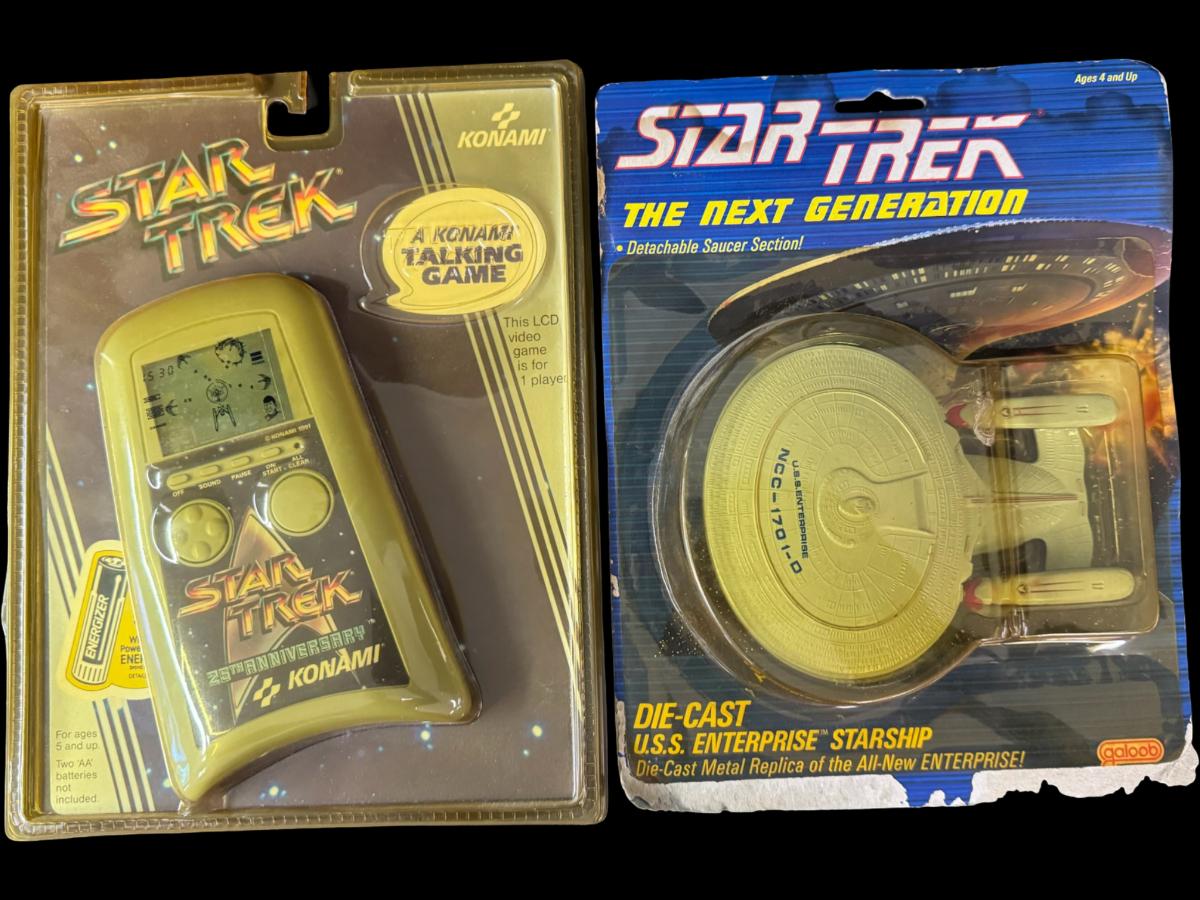 STAR
TREK
KONAMI
A KONAMI
TALKING
GAME
This LCD
video
game
is for
1 player
:530
© KONAMI 1991
OFF SOUND PAUSE ON START ALL CLEAR
STAR
TREK
25TH ANNIVERSARY™
KONAMI
ENERGIZER
For ages
5 and up.
Two 'AA'
batteries
not
included.
Ages 4 and Up
STAR TREK
THE NEXT GENERATION
• Detachable Saucer Section!
U.S.S. ENTERPRISE
NCC-1701-D
DIE-CAST
U.S.S. ENTERPRISE™ STARSHIP
Die-Cast Metal Replica of the All-New ENTERPRISE!
galoob